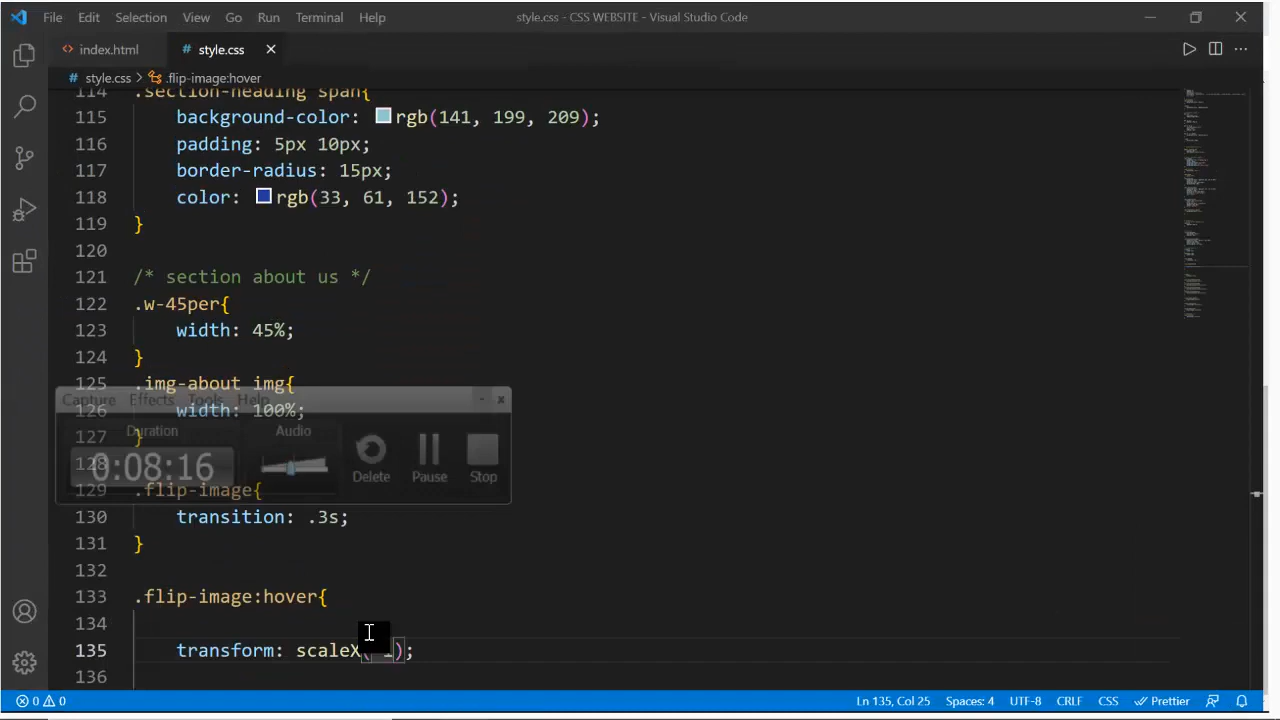 File Edit Selection View Go Run Terminal Help style.css - CSS WEBSITE - Visual Studio Code
<> index.html # style.css
# style.css > .flip-image:hover
114 .section-heading span{
115 background-color: rgb(141, 199, 209);
116 padding: 5px 10px;
117 border-radius: 15px;
118 color: rgb(33, 61, 152);
119 }
120
121 /* section about us */
122 .w-45per{
123 width: 45%;
124 }
125 .img-about img{
Capture Effects Tools Help
126 width: 100%;
Duration Audio
127 }
128
0:08:16
Delete Pause Stop
129 .flip-image{
130 transition: .3s;
131 }
132
133 .flip-image:hover{
134
135 transform: scaleX( 1);
136
0 0 Ln 135, Col 25 Spaces: 4 UTF-8 CRLF CSS Prettier